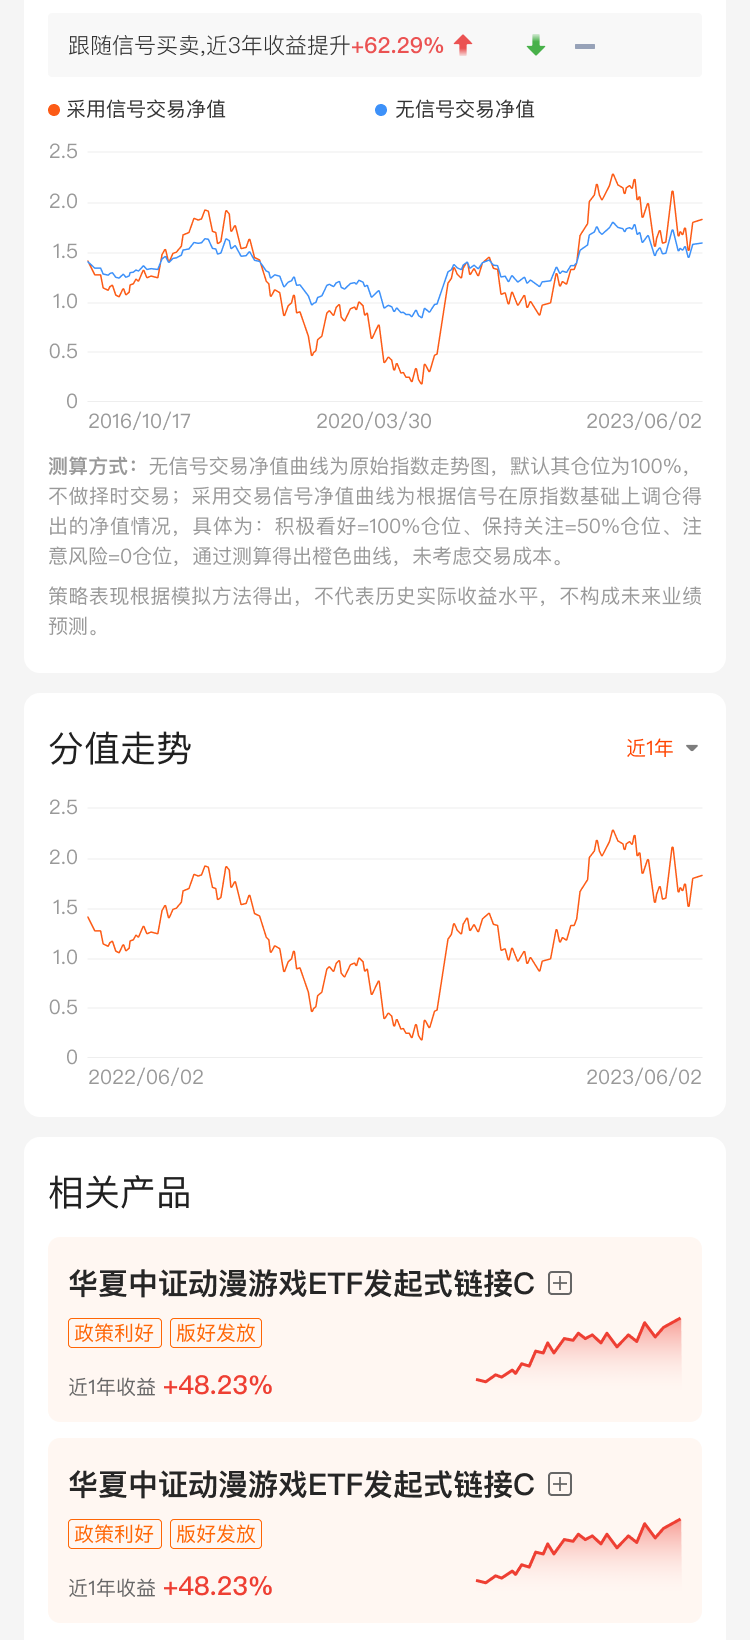 跟随信号买卖,近3年收益提升+62.29%
采用信号交易净值 无信号交易净值
2.5
2.0
1.5
1.0
0.5
0
2016/10/17 2020/03/30 2023/06/02
测算方式：无信号交易净值曲线为原始指数走势图，默认其仓位为100%，
不做择时交易；采用交易信号净值曲线为根据信号在原指数基础上调仓得
出的净值情况，具体为：积极看好=100%仓位、保持关注=50%仓位、注
意风险=0仓位，通过测算得出橙色曲线，未考虑交易成本。
策略表现根据模拟方法得出，不代表历史实际收益水平，不构成未来业绩
预测。
分值走势 近1年
2.5
2.0
1.5
1.0
0.5
0
2022/06/02 2023/06/02
相关产品
华夏中证动漫游戏ETF发起式链接C
政策利好 版好发放
近1年收益 +48.23%
华夏中证动漫游戏ETF发起式链接C
政策利好 版好发放
近1年收益 +48.23%